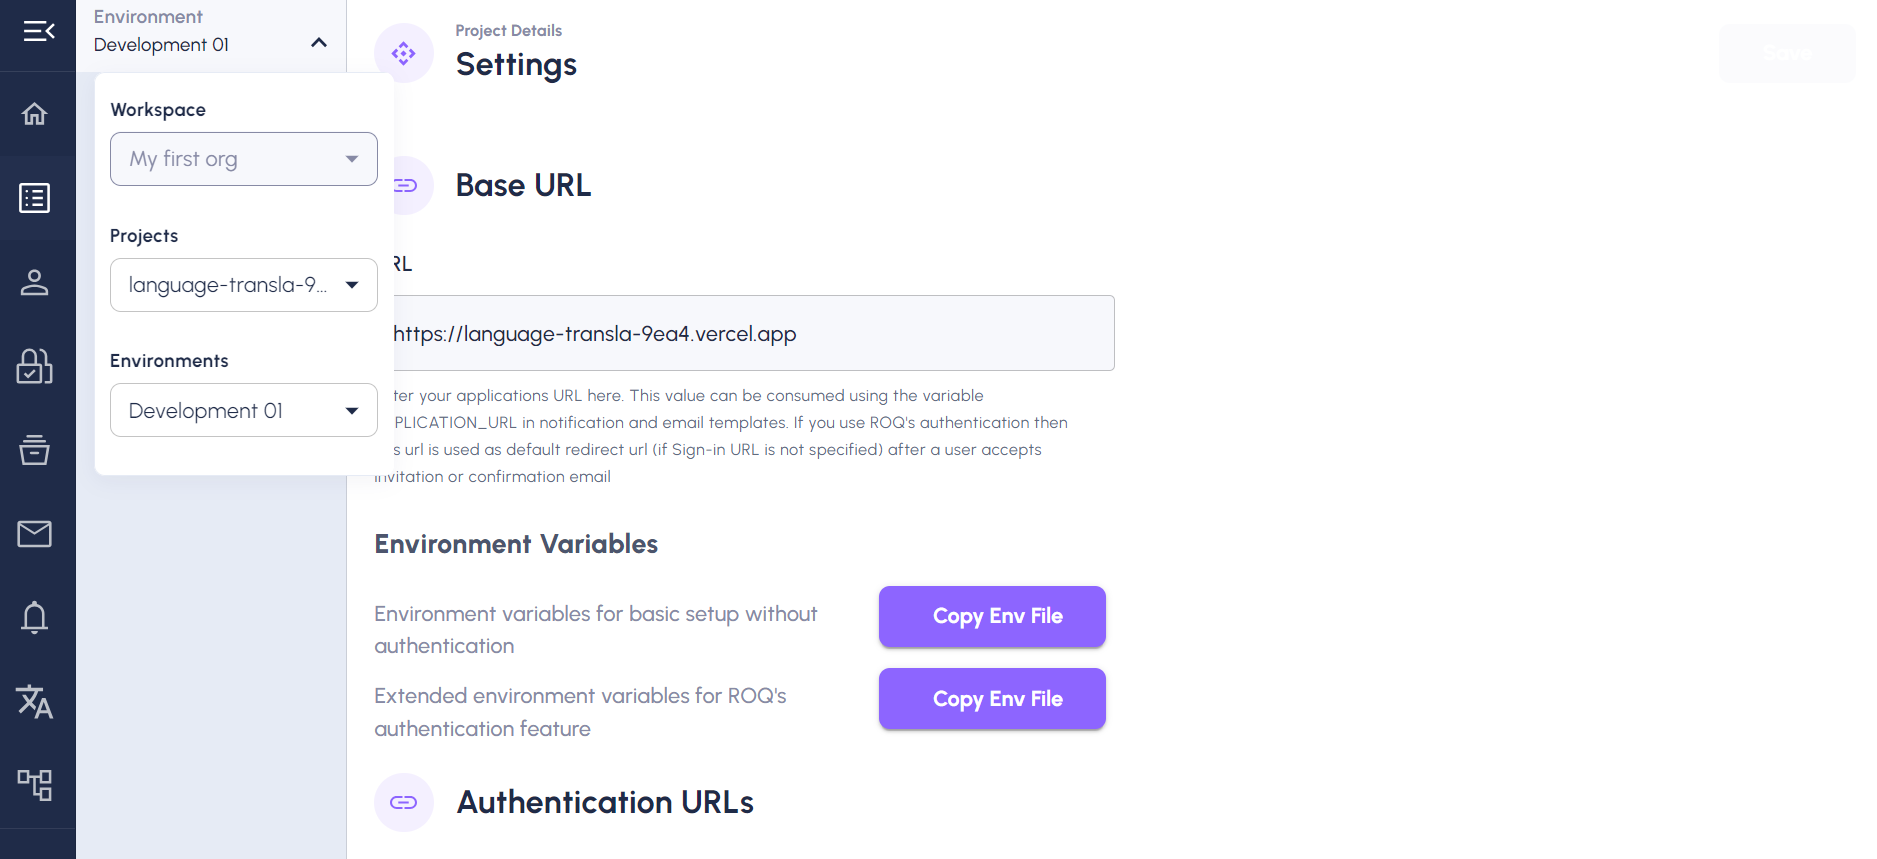 Environment
Development 01
Workspace
My first org
Projects
language-transla-9...
Environments
Development 01
Project Details
Settings
Save
Base URL
RL
https://language-transla-9ea4.vercel.app
ter your applications URL here. This value can be consumed using the variable
PLICATION_URL in notification and email templates. If you use ROQ's authentication then
s url is used as default redirect url (if Sign-in URL is not specified) after a user accepts
invitation or confirmation email
Environment Variables
Environment variables for basic setup without
authentication
Copy Env File
Extended environment variables for ROQ's
authentication feature
Copy Env File
Authentication URLs